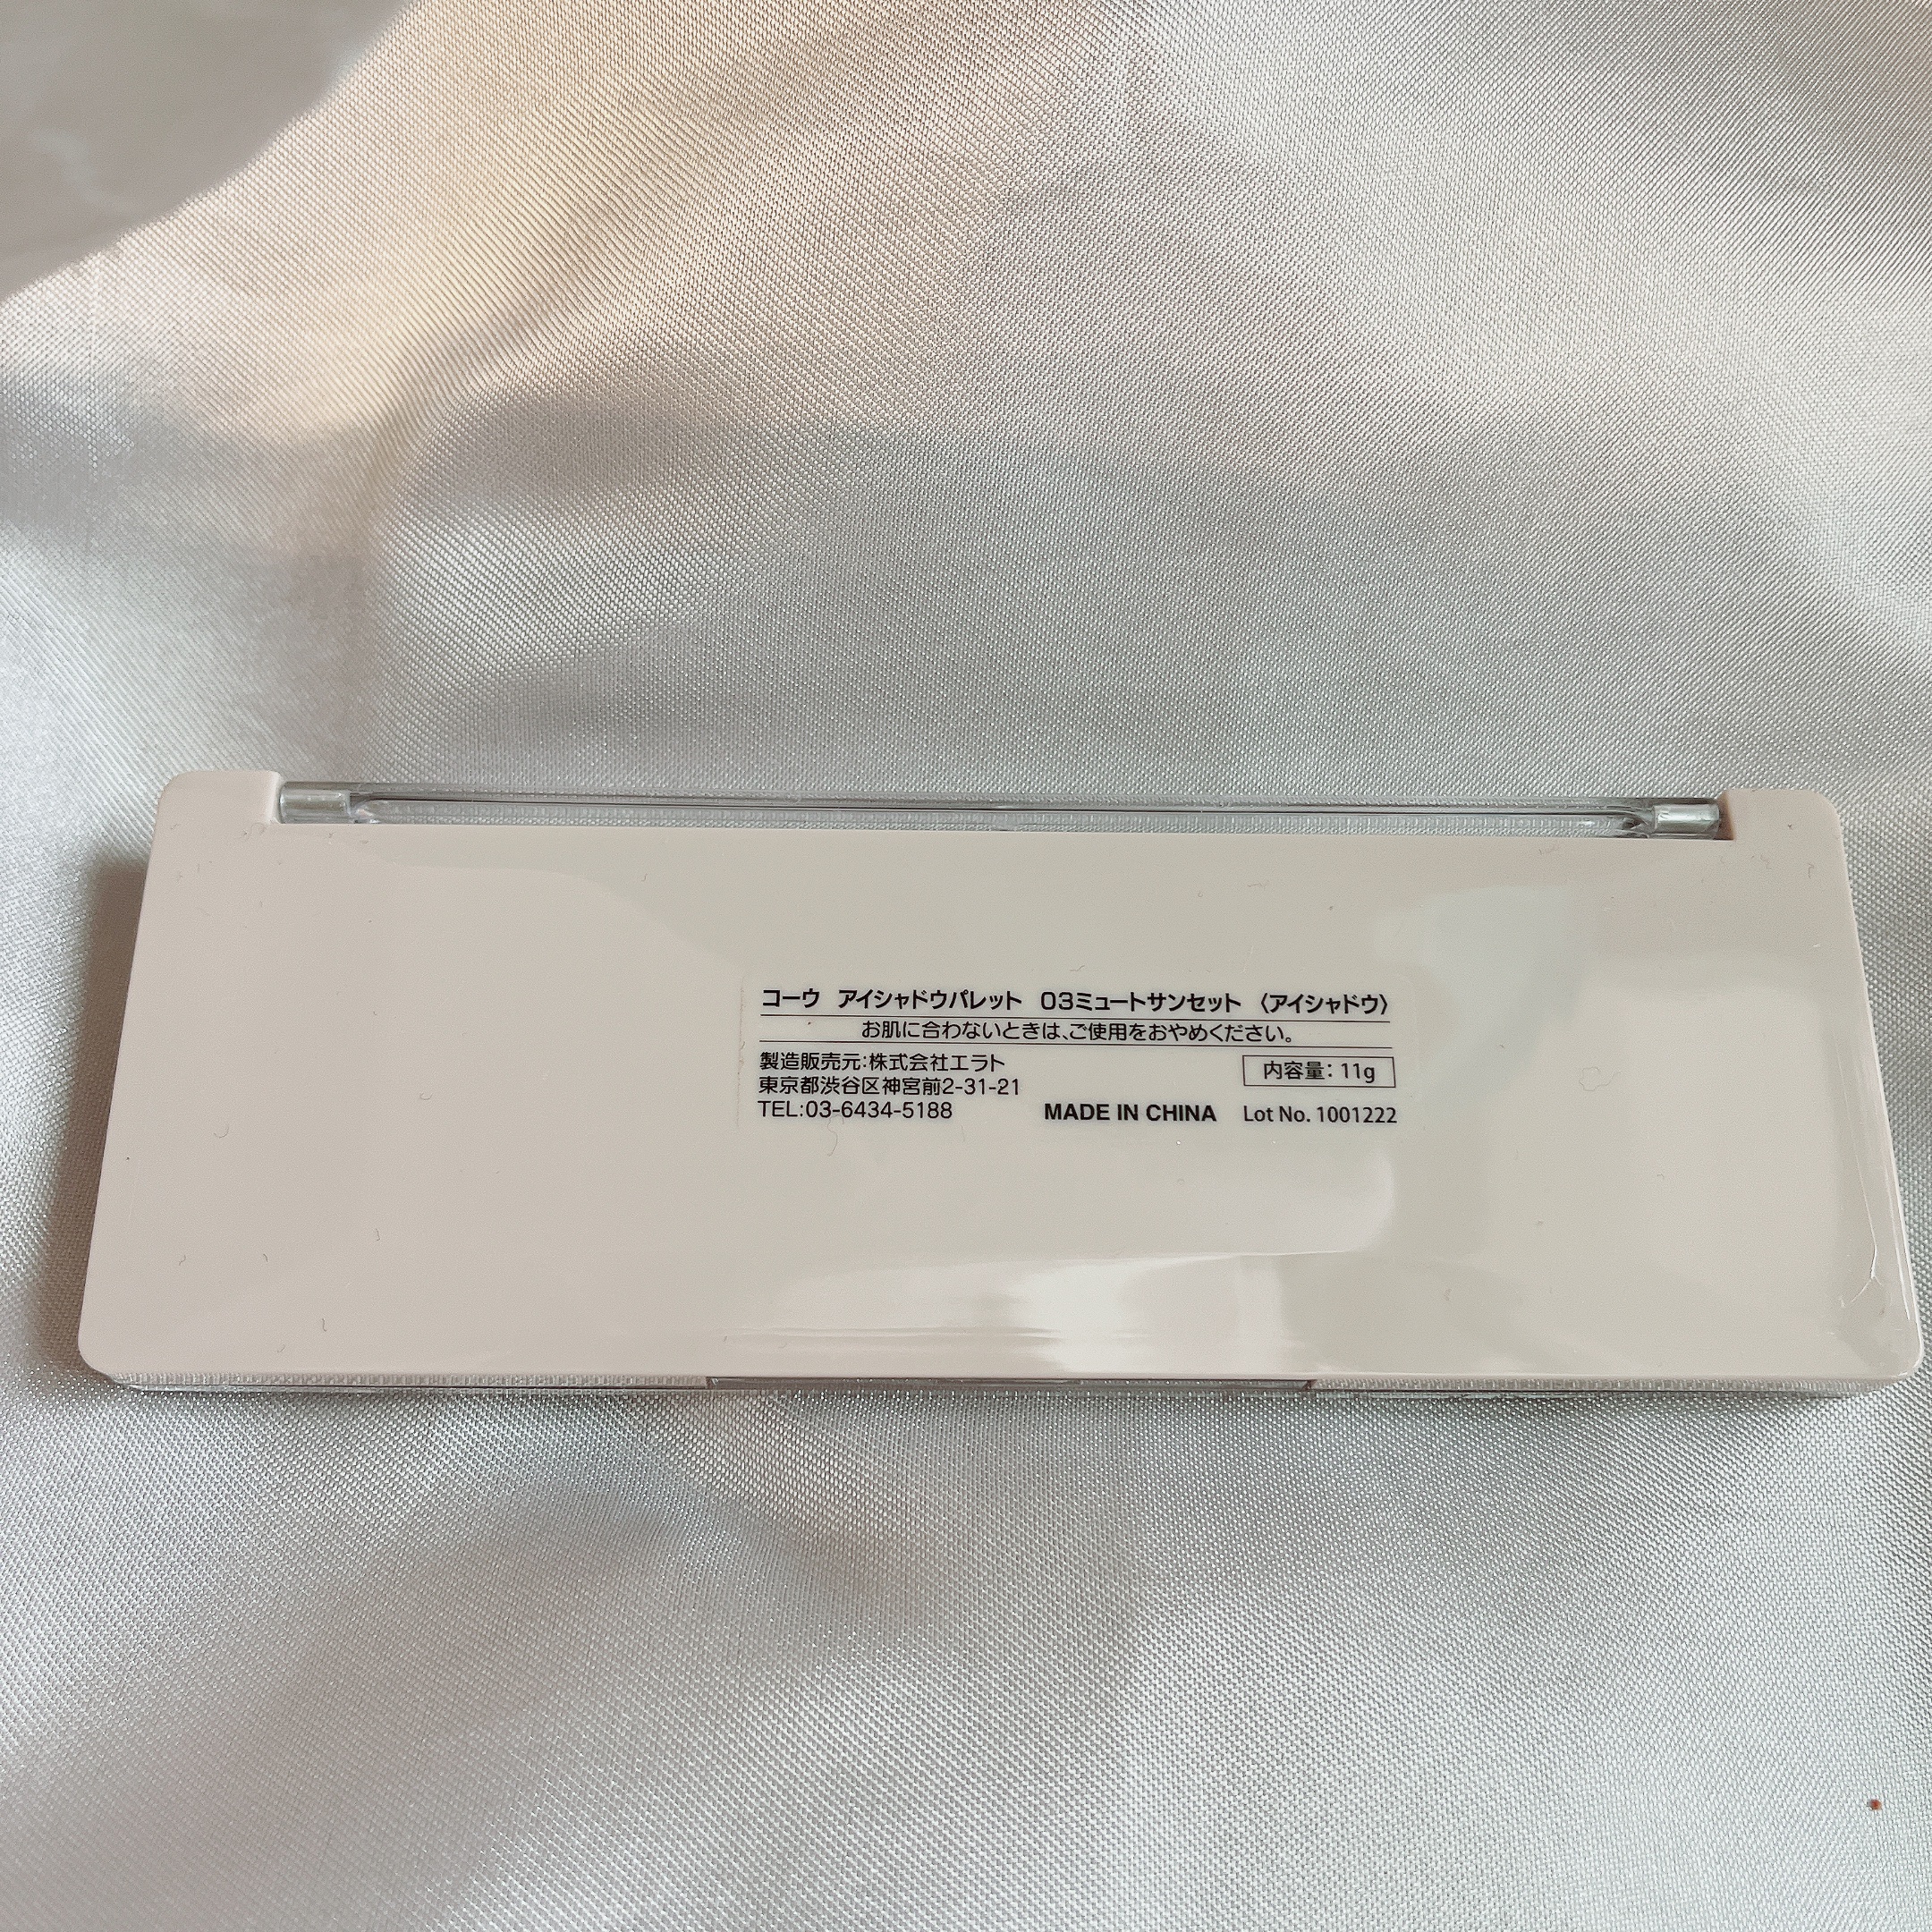 コーウ アイシャドウパレット 03ミュートサンセット 〈アイシャドウ〉
お肌に合わないときは、ご使用をおやめください。
製造販売元:株式会社エラト
東京都渋谷区神宮前2-31-21
TEL:03-6434-5188
内容量：11g
MADE IN CHINA Lot No. 1001222